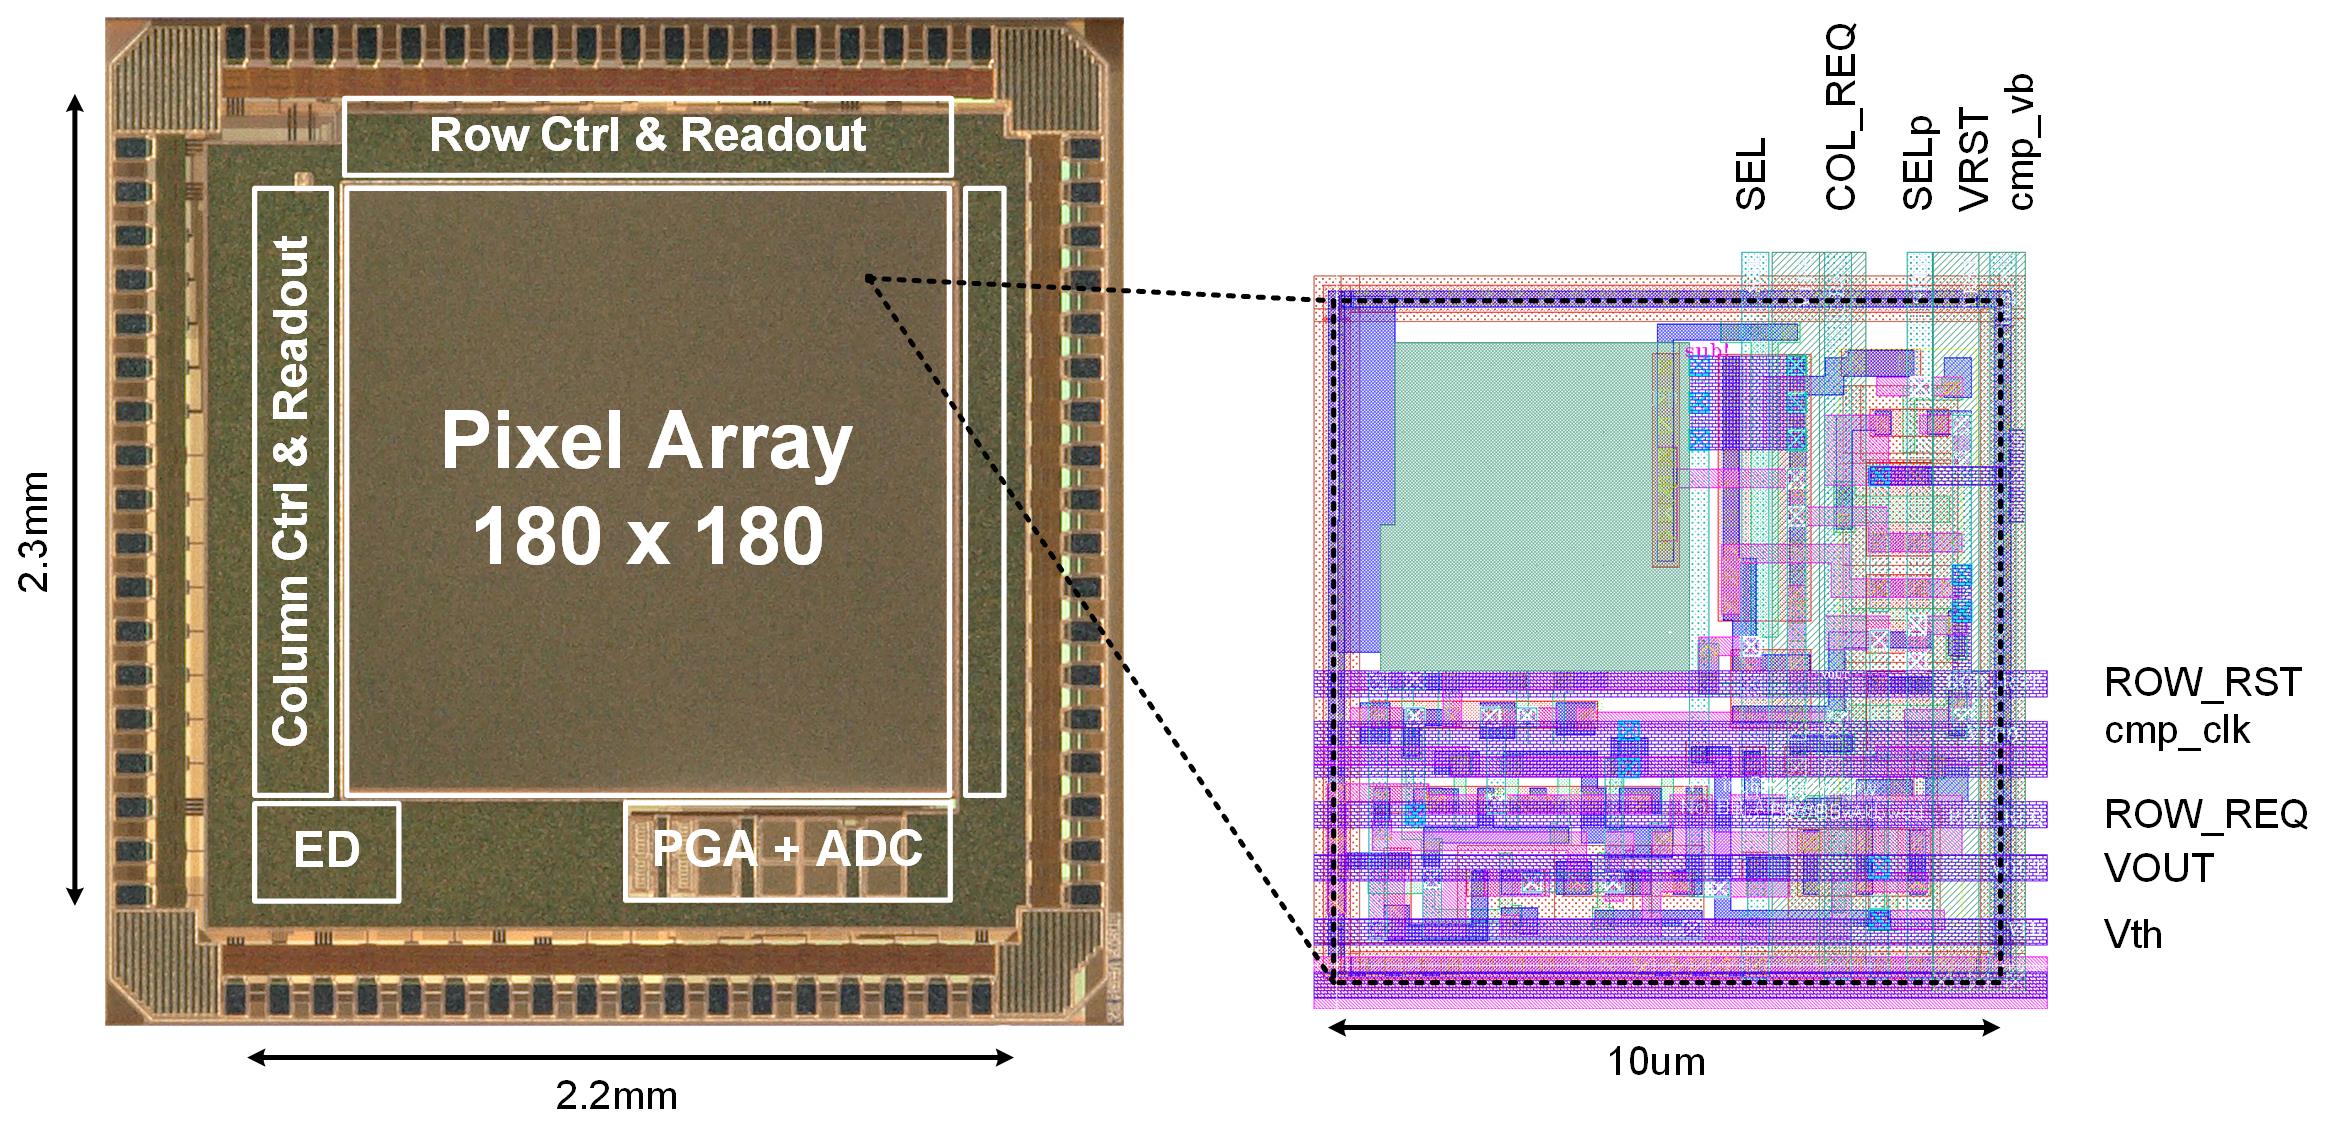 Row Ctrl & Readout
Column Ctrl & Readout
Pixel Array
180 x 180
ED
PGA + ADC
2.3mm
2.2mm
SEL
COL_REQ
SELp
VRST
cmp_vb
sub!
ROW_RST
cmp_clk
ROW_REQ
VOUT
Vth
10um